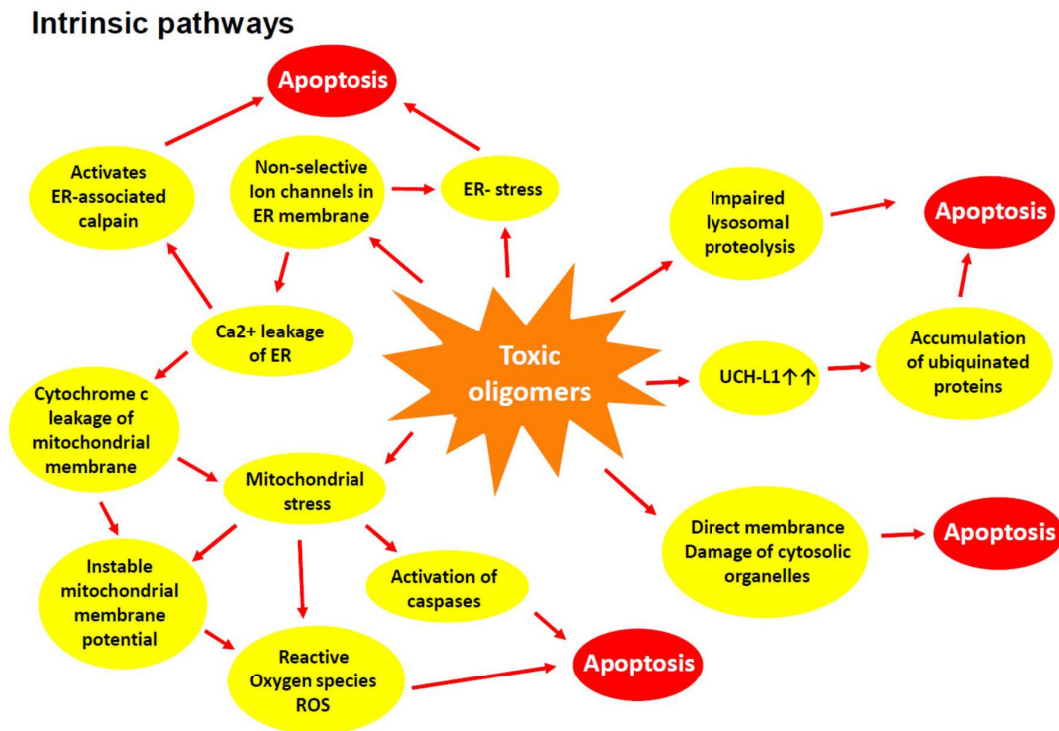 Intrinsic pathways
Apoptosis
Activates
ER-associated
calpain
Non-selective
Ion channels in
ER membrane
ER- stress
Impaired
lysosomal
proteolysis
Apoptosis
Ca2+ leakage
of ER
Toxic
oligomers
UCH-L1↑↑
Accumulation
of ubiquinated
proteins
Cytochrome c
leakage of
mitochondrial
membrane
Mitochondrial
stress
Direct membrance
Damage of cytosolic
organelles
Apoptosis
Instable
mitochondrial
membrane
potential
Activation of
caspases
Reactive
Oxygen species
ROS
Apoptosis